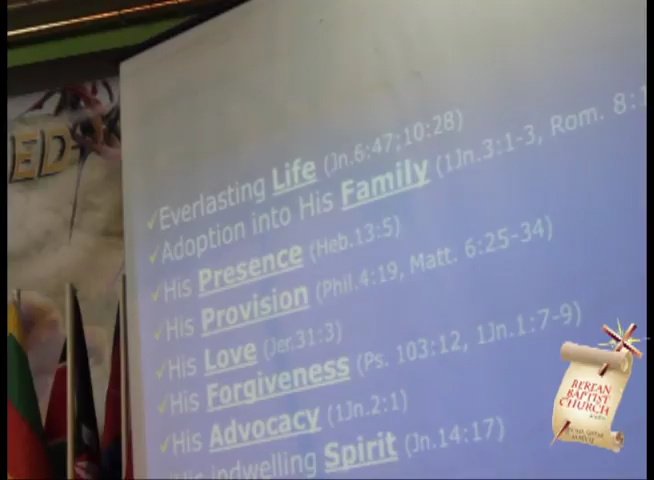 ED
✓Everlasting Life (Jn.6:47;10:28)
✓Adoption into His Family (1Jn.3:1-3, Rom. 8:1
✓His Presence (Heb.13:5)
✓His Provision (Phil.4:19, Matt. 6:25-34)
✓His Love (Jer.31:3)
✓His Forgiveness (Ps. 103:12, 1Jn.1:7-9)
✓His Advocacy (1Jn.2:1)
His indwelling Spirit (Jn.14:17)
BEREAN
BAPTIST
CHURCH